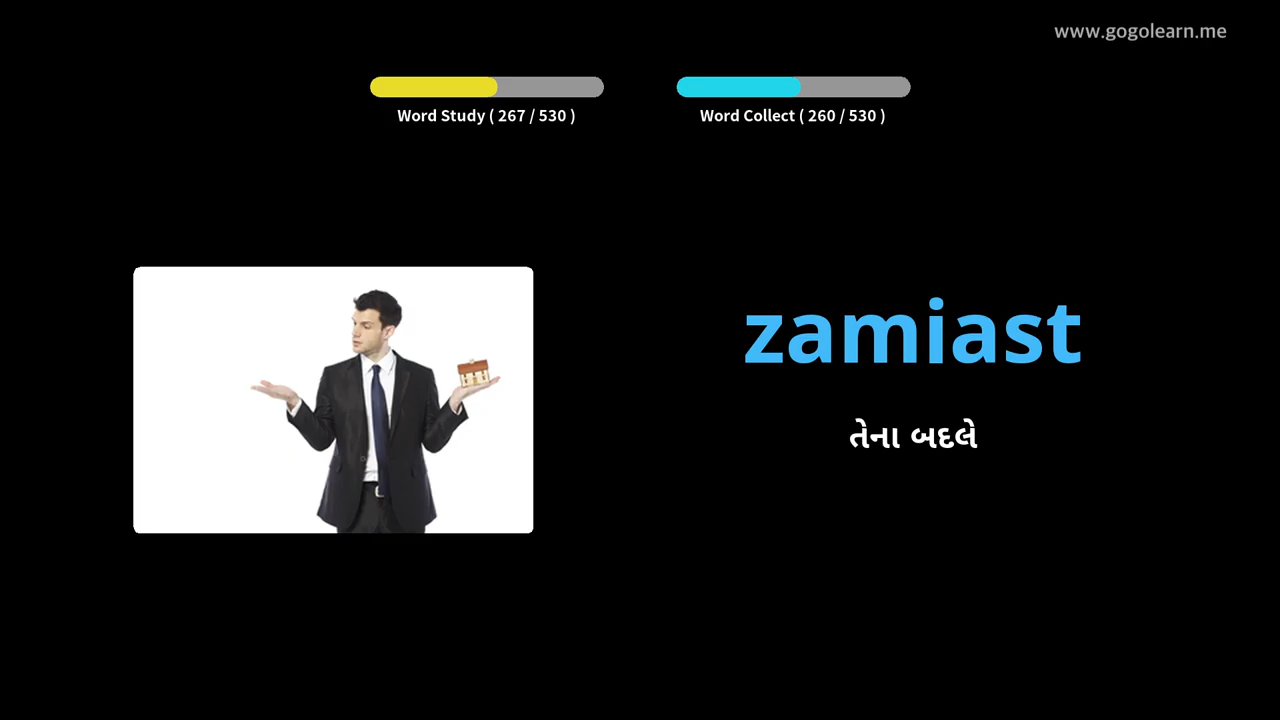 www.gogolearn.me
Word Study ( 267 / 530 )
Word Collect ( 260 / 530 )
zamiast
તેના બદલે